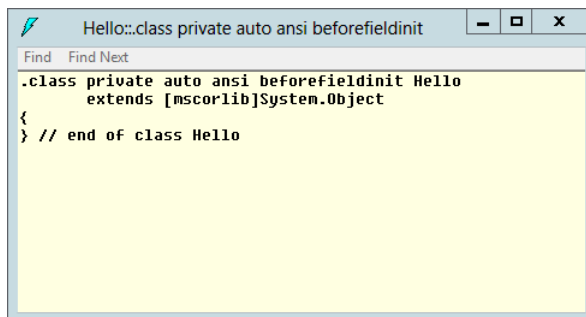 Hello::.class private auto ansi beforefieldinit
Find Find Next
.class private auto ansi beforefieldinit Hello
extends [mscorlib]System.Object
{
} // end of class Hello